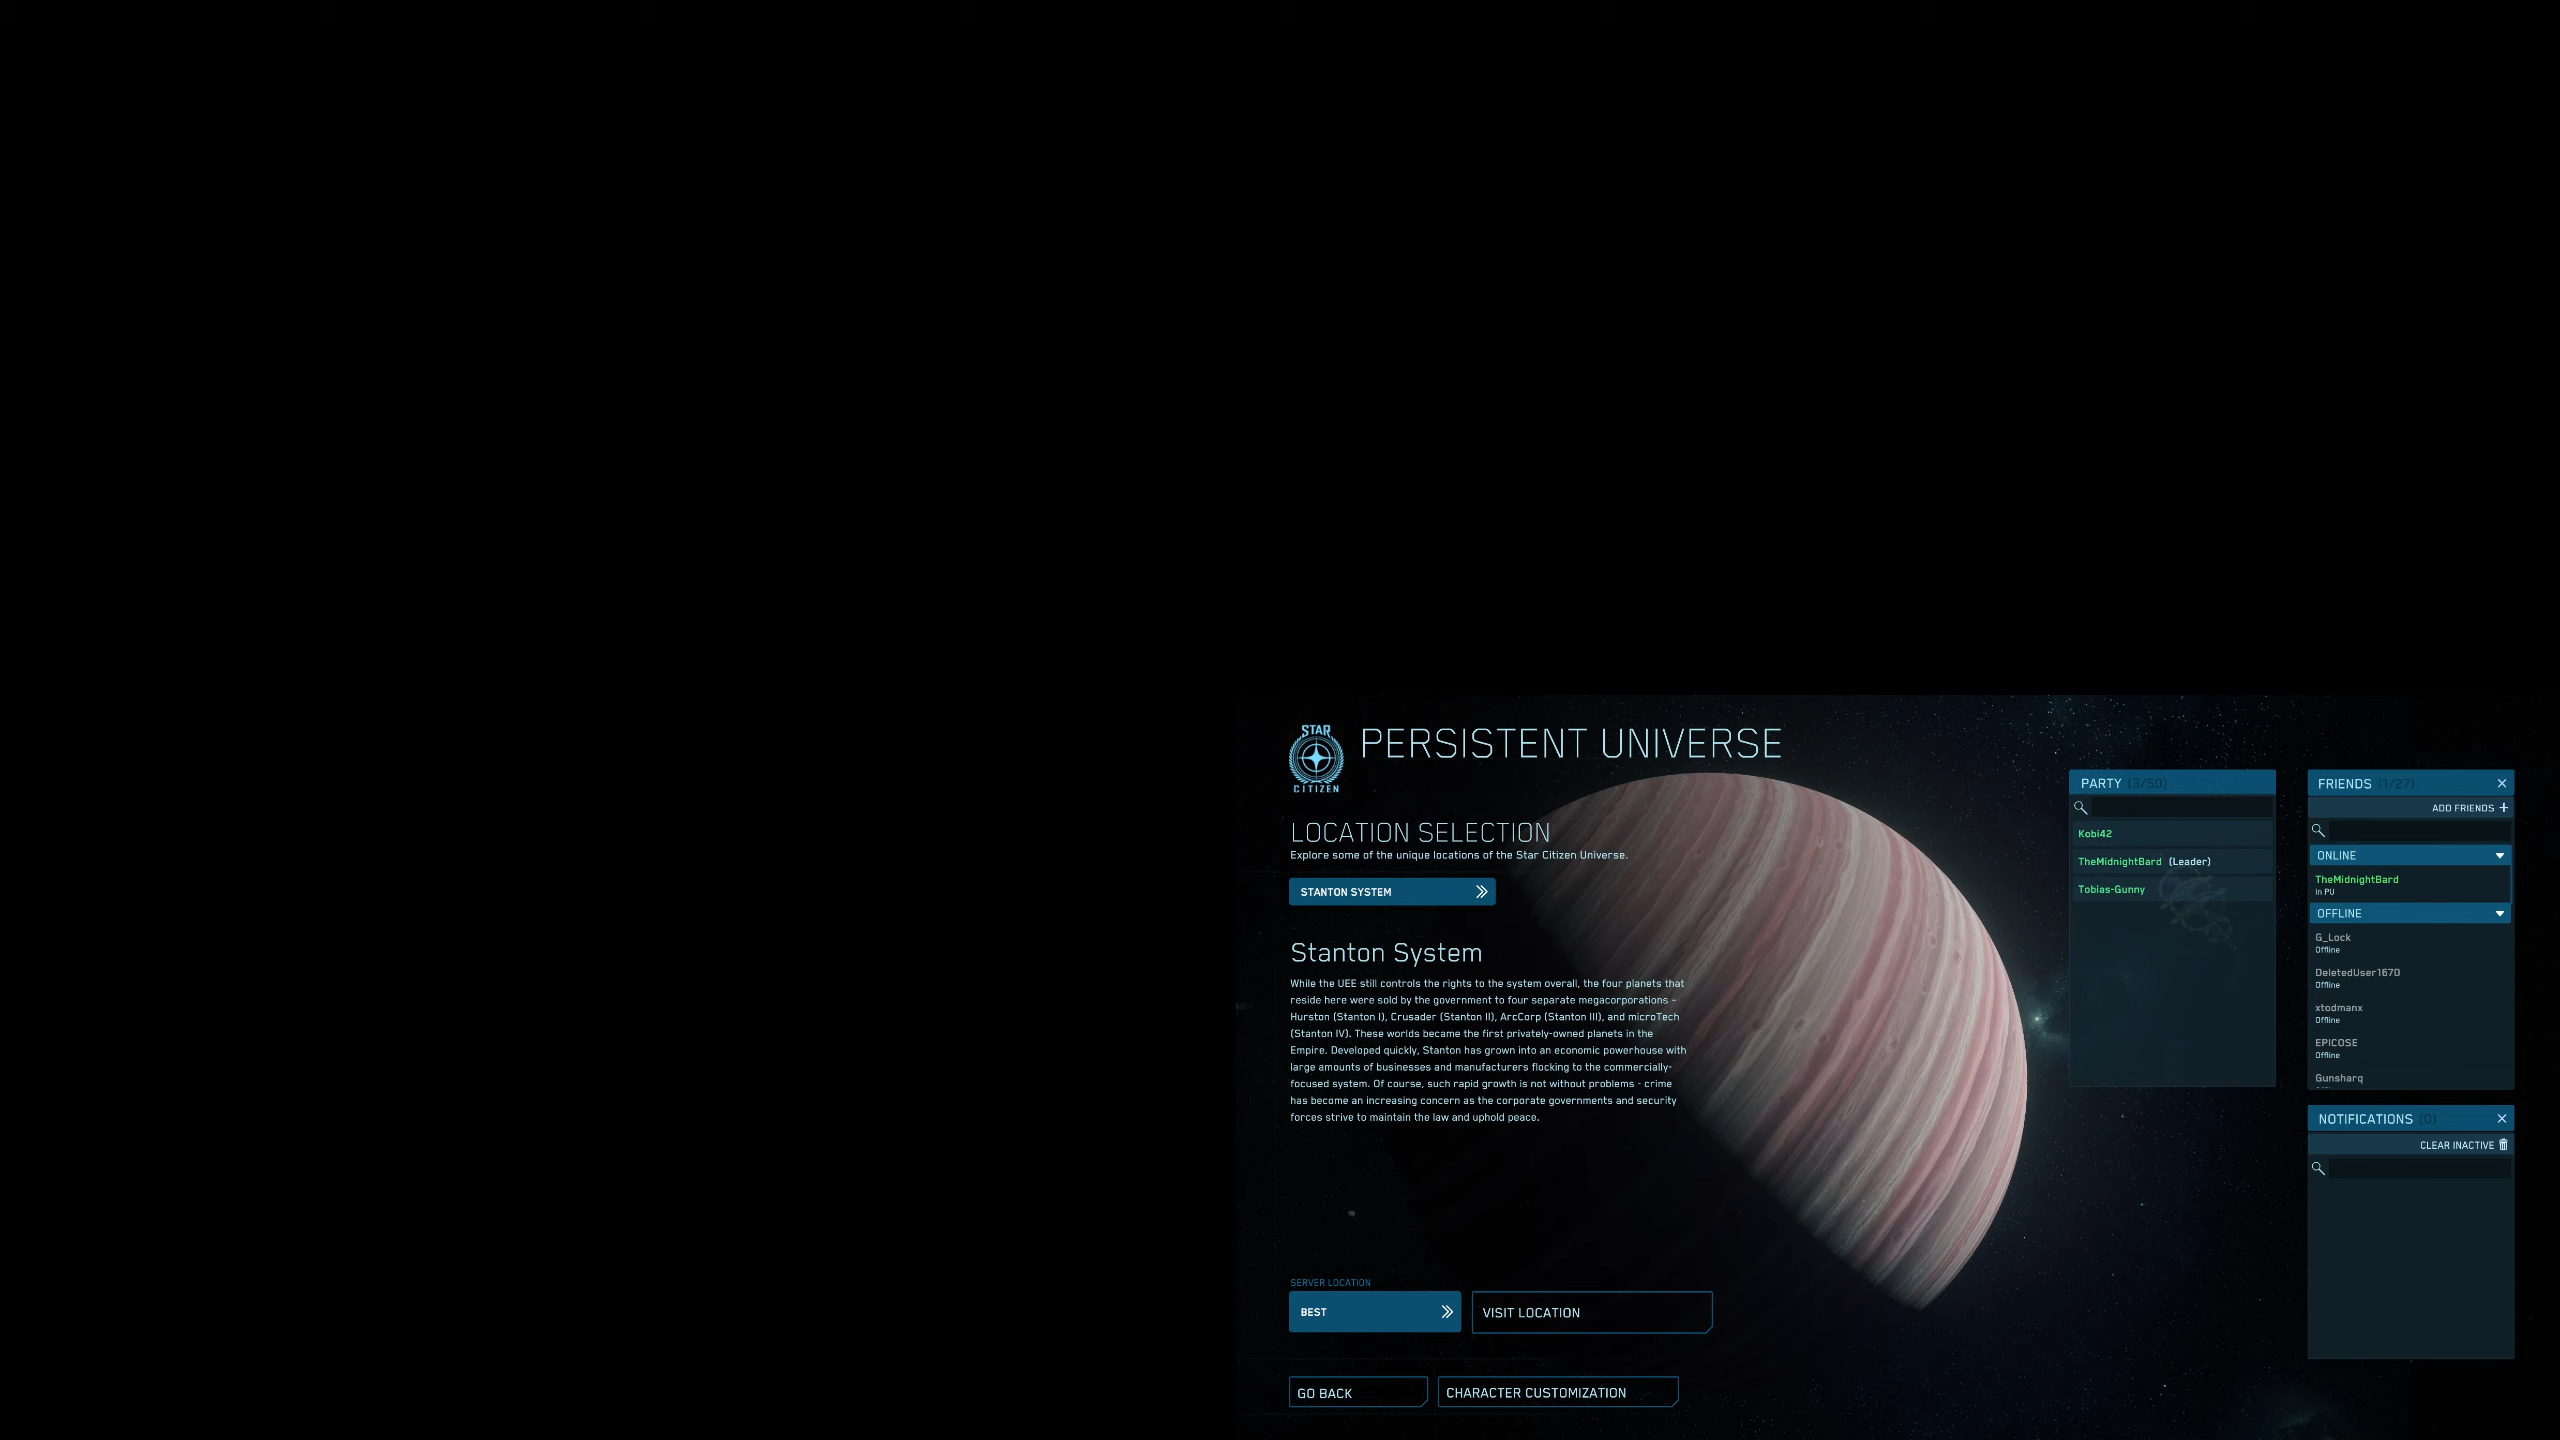 STAR
CITIZEN
PERSISTENT UNIVERSE
LOCATION SELECTION
Explore some of the unique locations of the Star Citizen Universe.
STANTON SYSTEM
Stanton System
While the UEE still controls the rights to the system overall, the four planets that
reside here were sold by the government to four separate megacorporations –
Hurston (Stanton I), Crusader (Stanton II), ArcCorp (Stanton III), and microTech
(Stanton IV). These worlds became the first privately-owned planets in the
Empire. Developed quickly, Stanton has grown into an economic powerhouse with
large amounts of businesses and manufacturers flocking to the commercially-
focused system. Of course, such rapid growth is not without problems - crime
has become an increasing concern as the corporate governments and security
forces strive to maintain the law and uphold peace.
SERVER LOCATION
BEST
VISIT LOCATION
GO BACK
CHARACTER CUSTOMIZATION
PARTY (3/50)
Kobi42
TheMidnightBard (Leader)
Tobias-Gunny
FRIENDS (1/27)
ADD FRIENDS
ONLINE
TheMidnightBard
In PU
OFFLINE
G_Lock
Offline
DeletedUser1670
Offline
xtodmanx
Offline
EPICOSE
Offline
Gunsharq
NOTIFICATIONS (0)
CLEAR INACTIVE